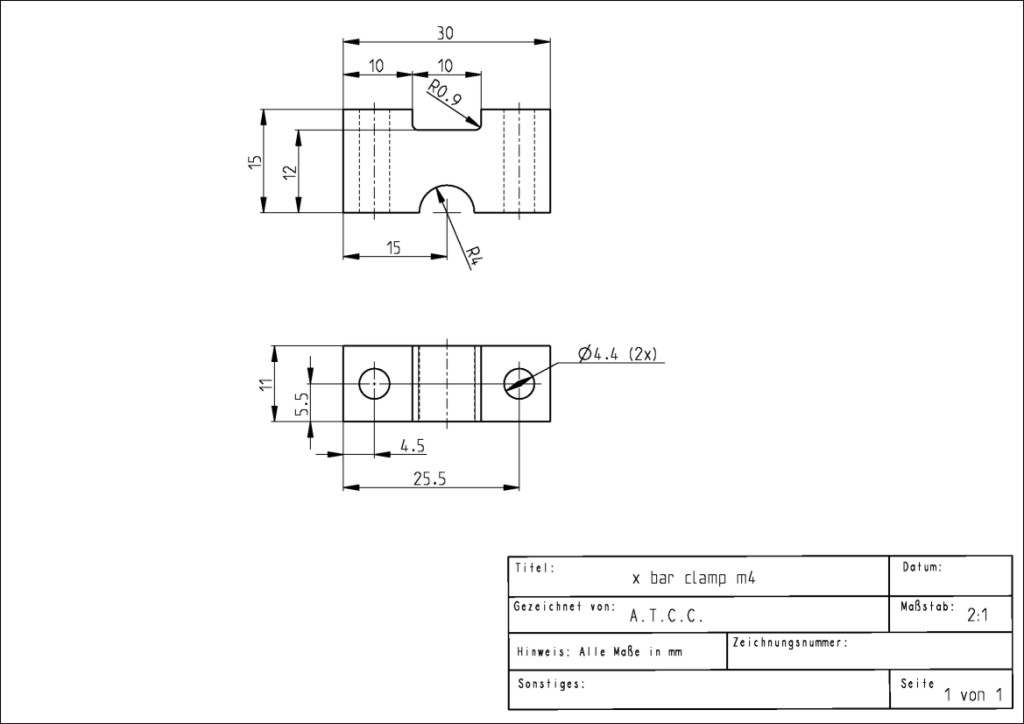 30
10 10
R0.9
15
12
15
R4
Ø4.4 (2x)
11
5.5
4.5
25.5
Titel:
x bar clamp m4
Datum:
Gezeichnet von:
A.T.C.C.
Maßstab:
2:1
Hinweis: Alle Maße in mm
Zeichnungsnummer:
Sonstiges:
Seite
1 von 1